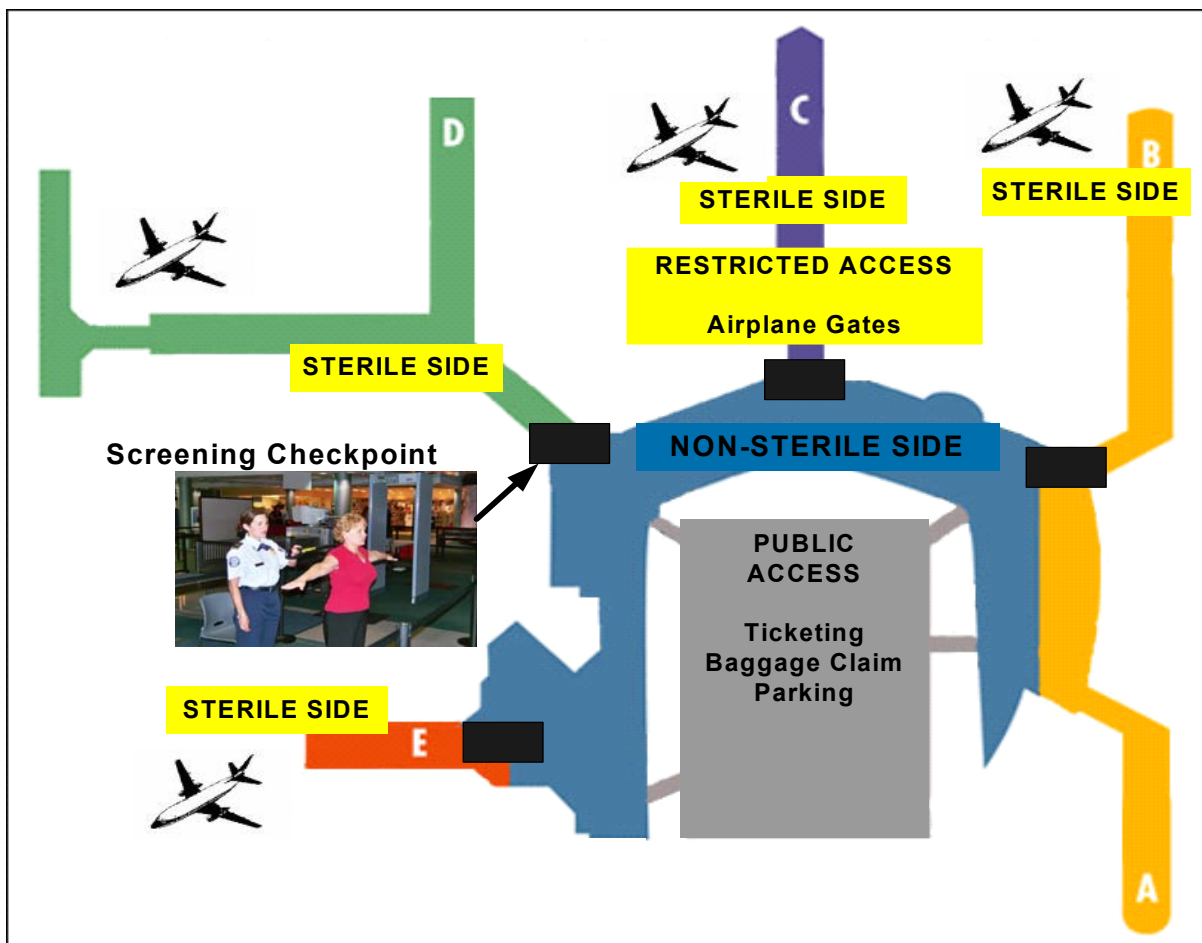 C
D
B
STERILE SIDE
STERILE SIDE
RESTRICTED ACCESS
Airplane Gates
STERILE SIDE
Screening Checkpoint
NON-STERILE SIDE
PUBLIC
ACCESS
Ticketing
Baggage Claim
Parking
STERILE SIDE
E
A